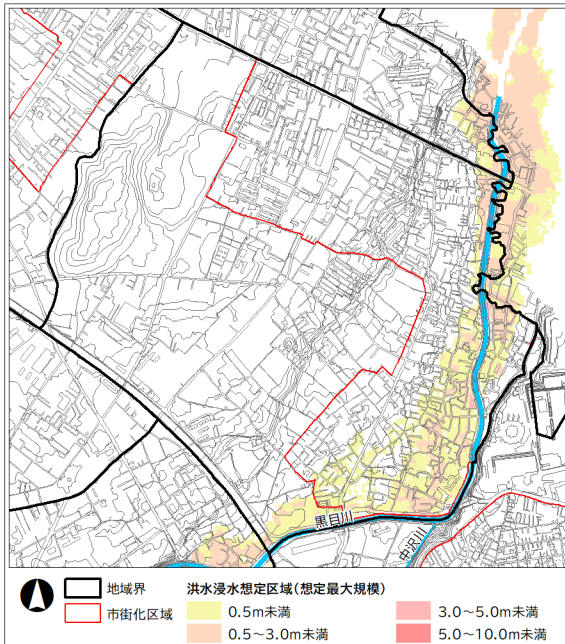 黒目川
中沢川
地域界
市街化区域
洪水浸水想定区域(想定最大規模)
0.5m未満
0.5～3.0m未満
3.0～5.0m未満
5.0～10.0m未満